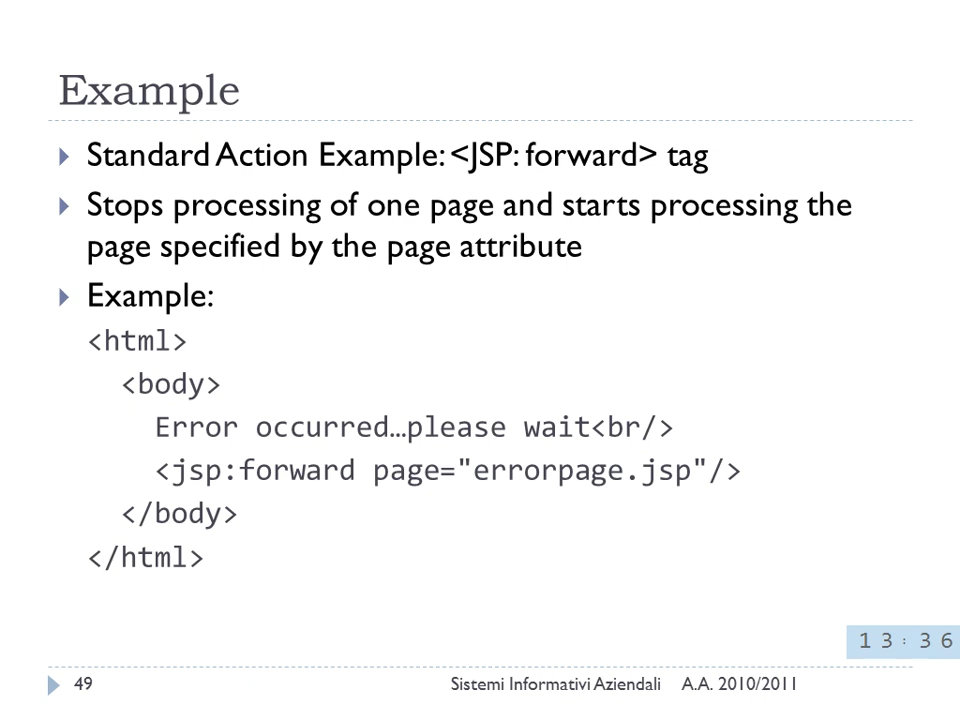 Example
Standard Action Example: <JSP: forward> tag
Stops processing of one page and starts processing the
page specified by the page attribute
Example:
<html>
<body>
Error occurred…please wait<br/>
<jsp:forward page="errorpage.jsp"/>
</body>
</html>
13:36
49 Sistemi Informativi Aziendali A.A. 2010/2011